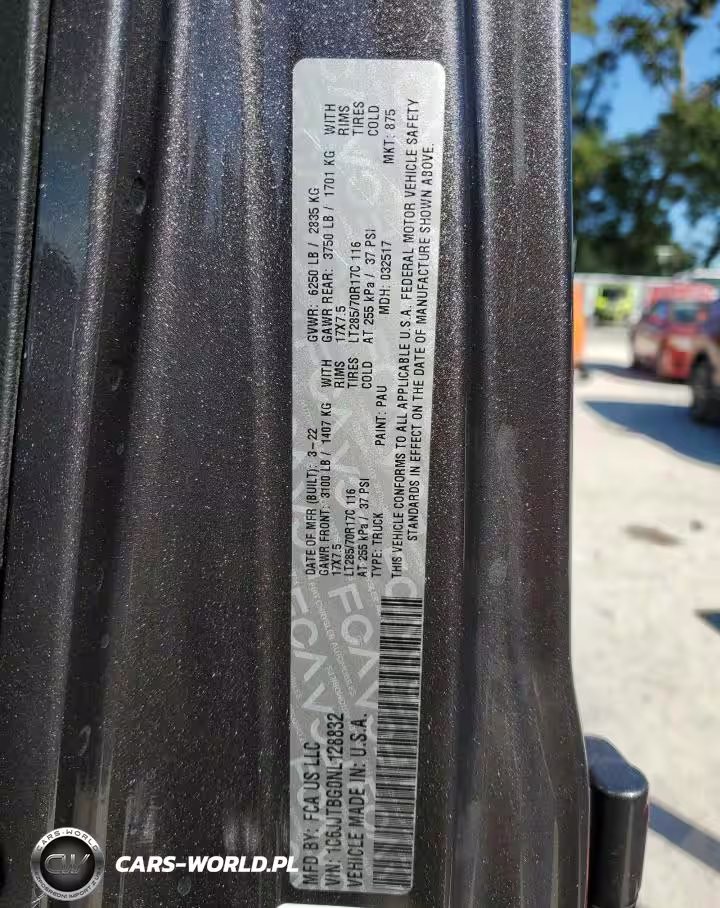 MFD BY: FCA US LLC
VIN: 1C6JJTBG0NL128832
VEHICLE MADE IN: U.S.A.
DATE OF MFR (BUILT): 3-22 GVWR: 6250 LB / 2835 KG
GAWR FRONT: 3100 LB / 1407 KG WITH GAWR REAR: 3750 LB / 1701 KG WITH
17X7.5 RIMS 17X7.5 RIMS
LT285/70R17C 116 TIRES LT285/70R17C 116 TIRES
AT 255 kPa / 37 PSI COLD AT 255 kPa / 37 PSI COLD
TYPE: TRUCK PAINT: PAU MDH: 032517 MKT: 875
THIS VEHICLE CONFORMS TO ALL APPLICABLE U.S.A. FEDERAL MOTOR VEHICLE SAFETY
STANDARDS IN EFFECT ON THE DATE OF MANUFACTURE SHOWN ABOVE.
CARS-WORLD
CW
CARS-WORLD.PL